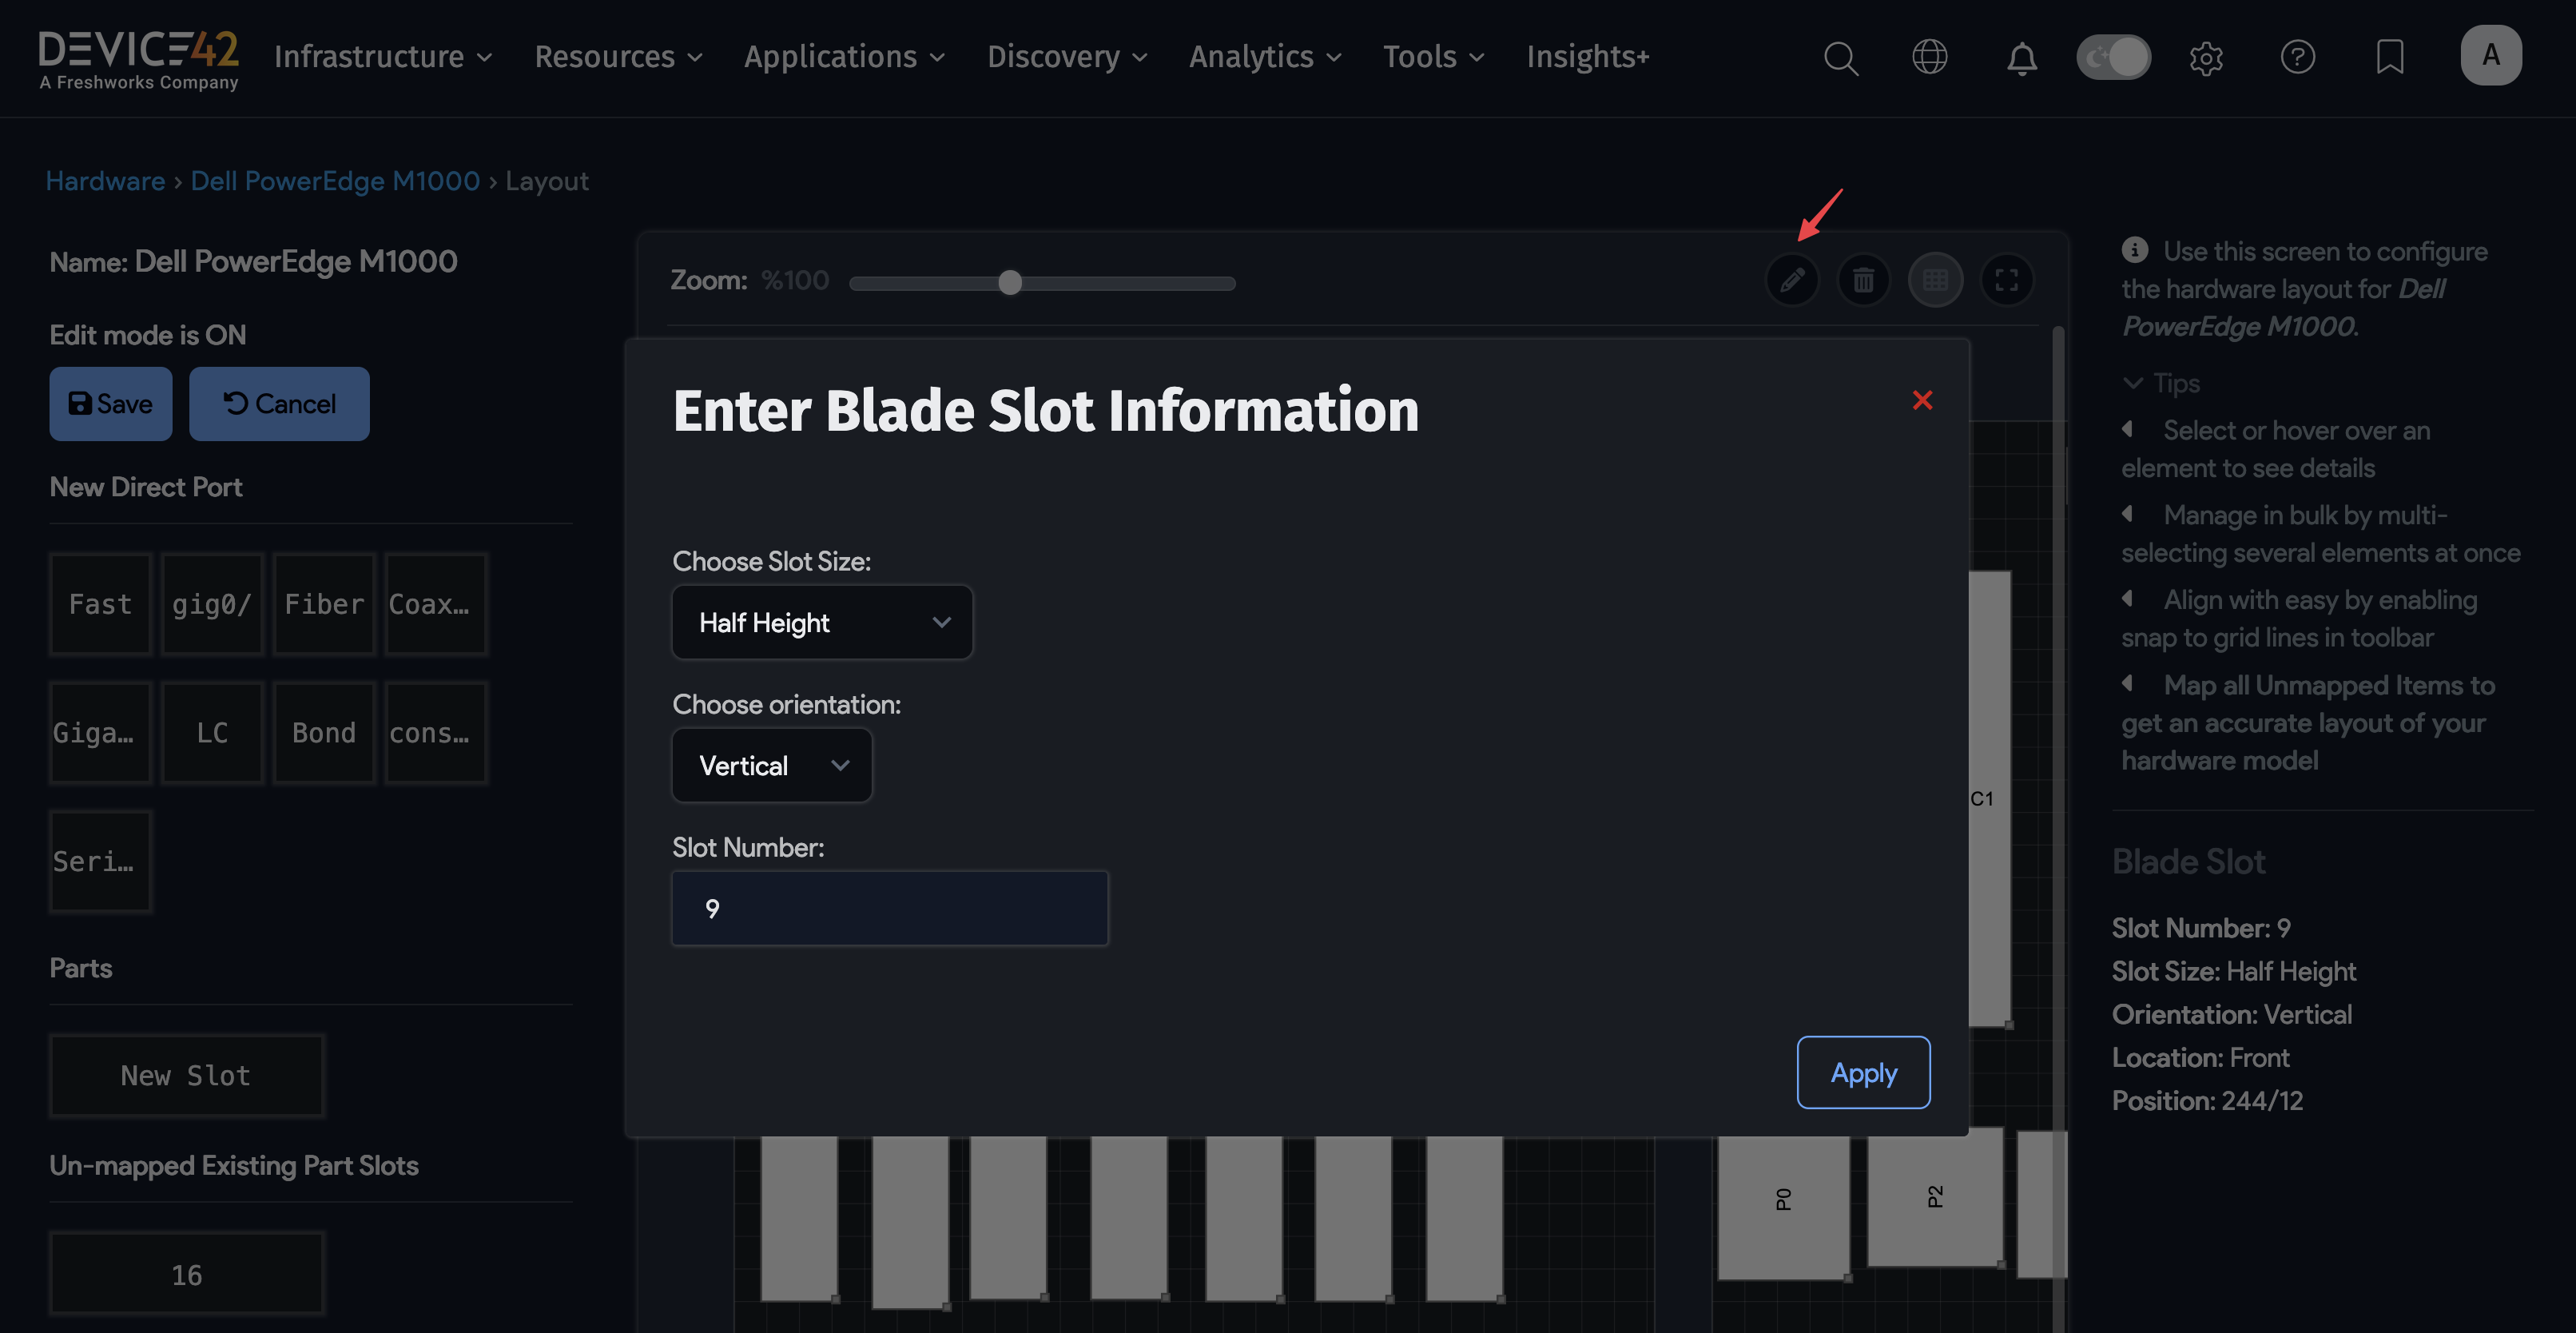 DEVICE42
A Freshworks Company
Infrastructure
Resources
Applications
Discovery
Analytics
Tools
Insights+
A
Hardware › Dell PowerEdge M1000 › Layout
Name: Dell PowerEdge M1000
Edit mode is ON
Save
Cancel
New Direct Port
Fast
gig0/
Fiber
Coax...
Giga...
LC
Bond
cons...
Seri...
Parts
New Slot
Un-mapped Existing Part Slots
16
Zoom: %100
Enter Blade Slot Information
Choose Slot Size:
Half Height
Choose orientation:
Vertical
Slot Number:
9
Apply
C1
P0
P2
Use this screen to configure
the hardware layout for Dell
PowerEdge M1000.
Tips
Select or hover over an
element to see details
Manage in bulk by multi-
selecting several elements at once
Align with easy by enabling
snap to grid lines in toolbar
Map all Unmapped Items to
get an accurate layout of your
hardware model
Blade Slot
Slot Number: 9
Slot Size: Half Height
Orientation: Vertical
Location: Front
Position: 244/12